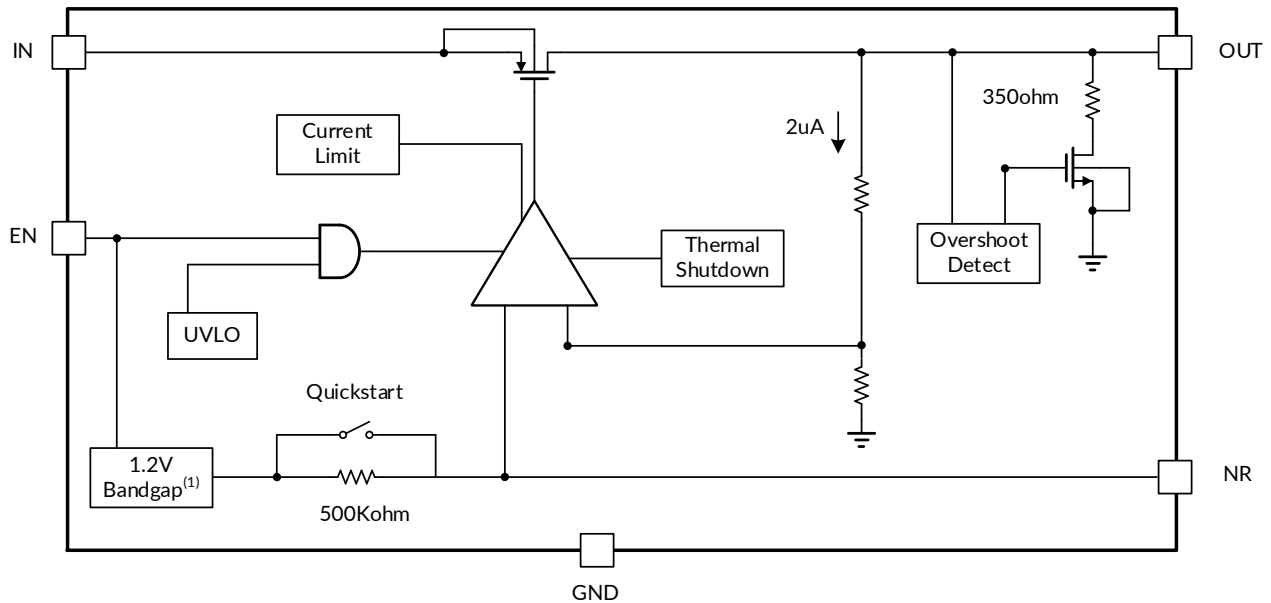 IN
OUT
350ohm
2uA
Current
Limit
EN
Thermal
Shutdown
Overshoot
Detect
UVLO
Quickstart
1.2V
Bandgap(1)
NR
500Kohm
GND